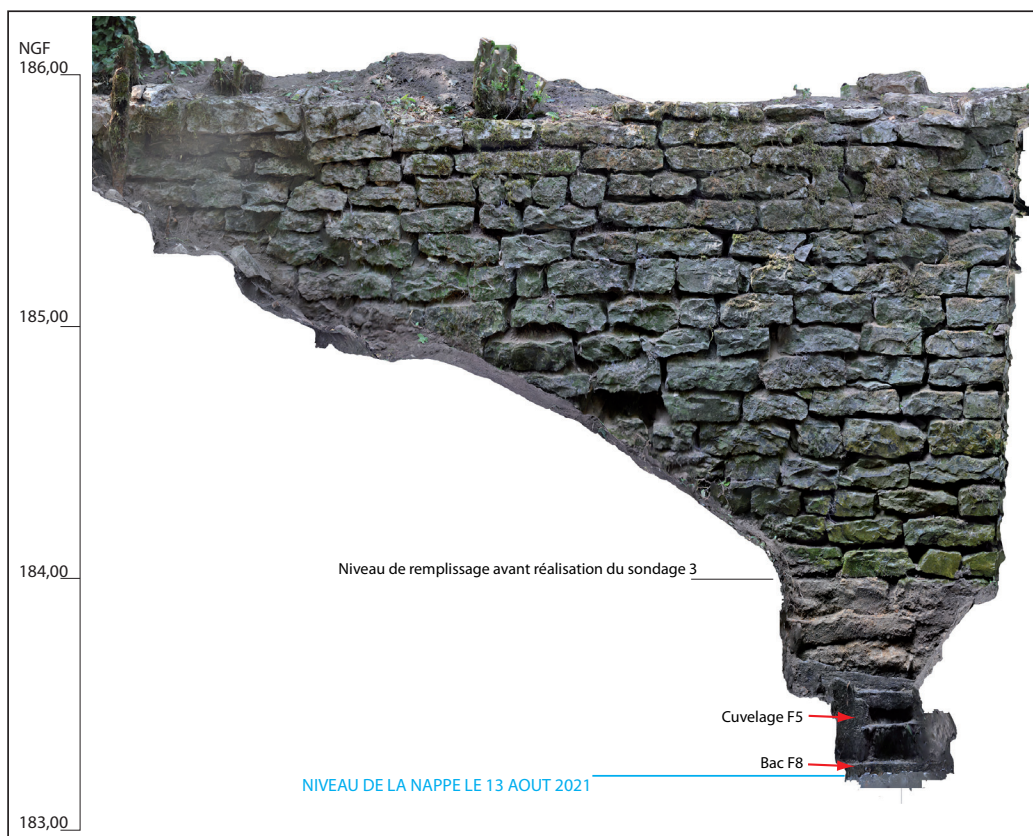 NGF
186,00
185,00
184,00
Niveau de remplissage avant réalisation du sondage 3
Cuvelage F5
Bac F8
NIVEAU DE LA NAPPE LE 13 AOUT 2021
183,00